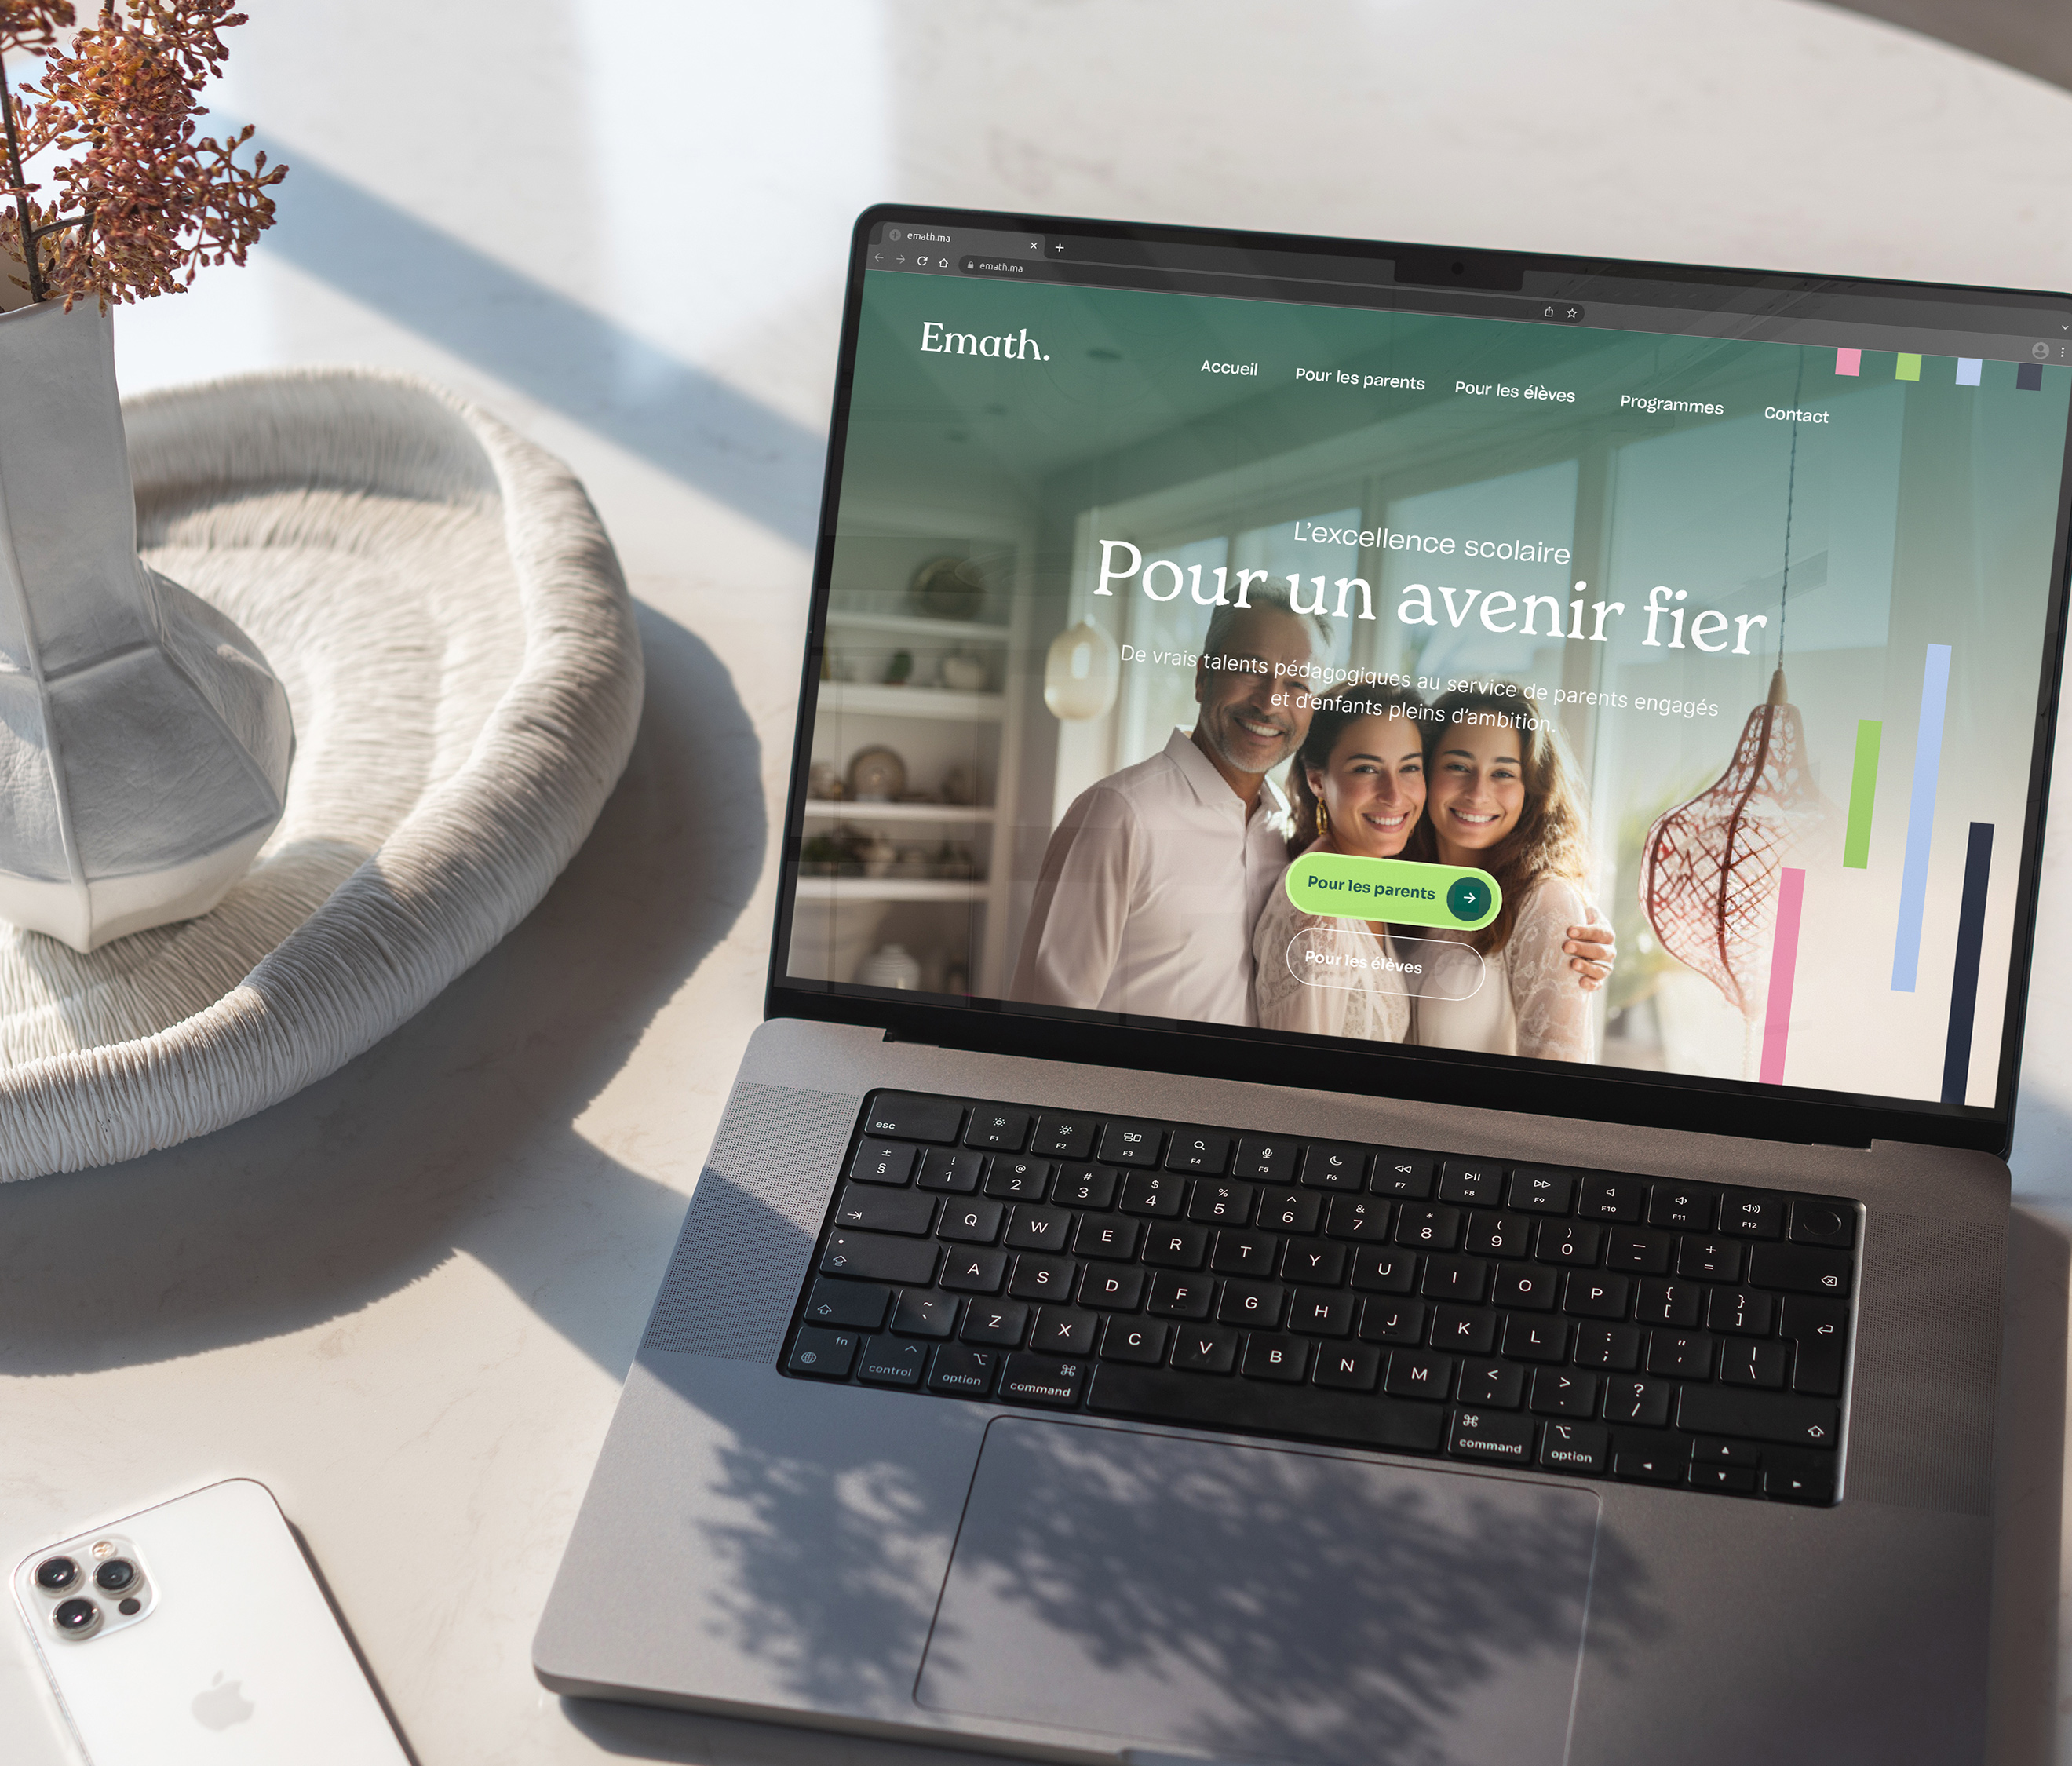 emath.ma
emath.ma
Emath.
Accueil
Pour les parents
Pour les élèves
Programmes
Contact
L'excellence scolaire
Pour un avenir fier
De vrais talents pédagogiques au service de parents engagés
et d'enfants pleins d'ambition.
Pour les parents
Pour les élèves
esc F1 F2 F3 F4 F5 F6 F7 F8 F9 F10 F11 F12
± § ! 1 @ 2 # 3 $ 4 % 5 ^ 6 & 7 * 8 ( 9 ) 0 _ - + =
Q W E R T Y U I O P { [ } ]
A S D F G H J K L : ; " ' | \
~ ` Z X C V B N M < , > . ? /
fn control option command command option